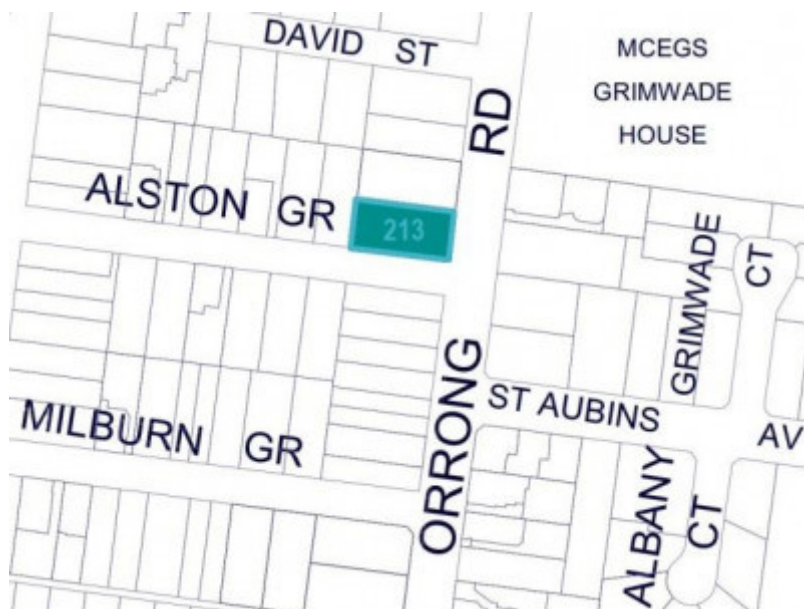 DAVID ST
MCEGS
GRIMWADE
HOUSE
RD
ALSTON GR
213
GRIMWADE
CT
ORRONG
ST AUBINS
AV
MILBURN GR
ALBANY
CT